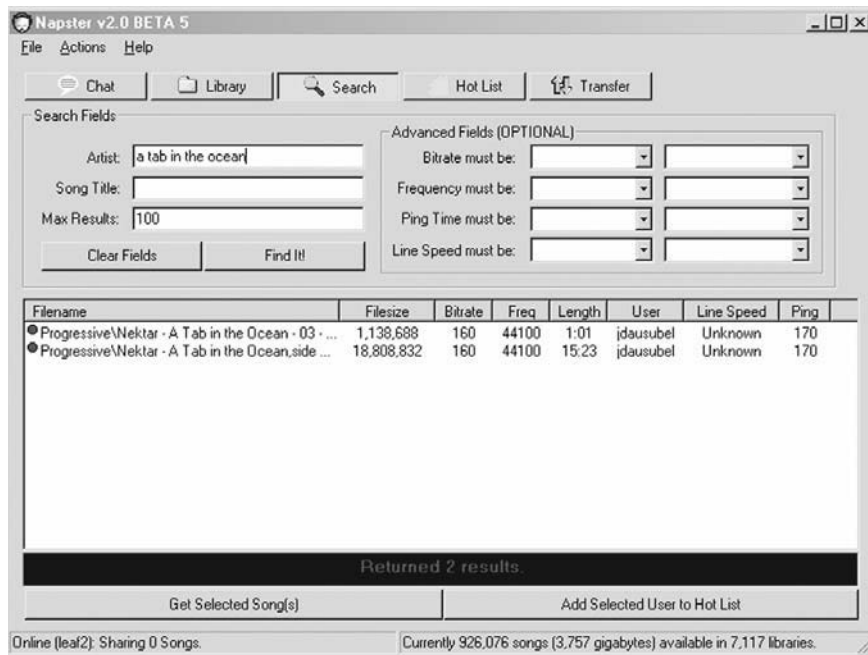 Napster v2.0 BETA 5
File Actions Help
Chat Library Search Hot List Transfer
Search Fields
Advanced Fields (OPTIONAL)
Artist: a tab in the ocean
Bitrate must be:
Song Title:
Frequency must be:
Max Results: 100
Ping Time must be:
Clear Fields Find It!
Line Speed must be:
Filename Filesize Bitrate Freq Length User Line Speed Ping
Progressive\Nektar - A Tab in the Ocean - 03 - ... 1,138,688 160 44100 1:01 jdausubel Unknown 170
Progressive\Nektar - A Tab in the Ocean,side ... 18,808,832 160 44100 15:23 jdausubel Unknown 170
Returned 2 results.
Get Selected Song(s) Add Selected User to Hot List
Online (leaf2): Sharing 0 Songs. Currently 926,076 songs (3,757 gigabytes) available in 7,117 libraries.